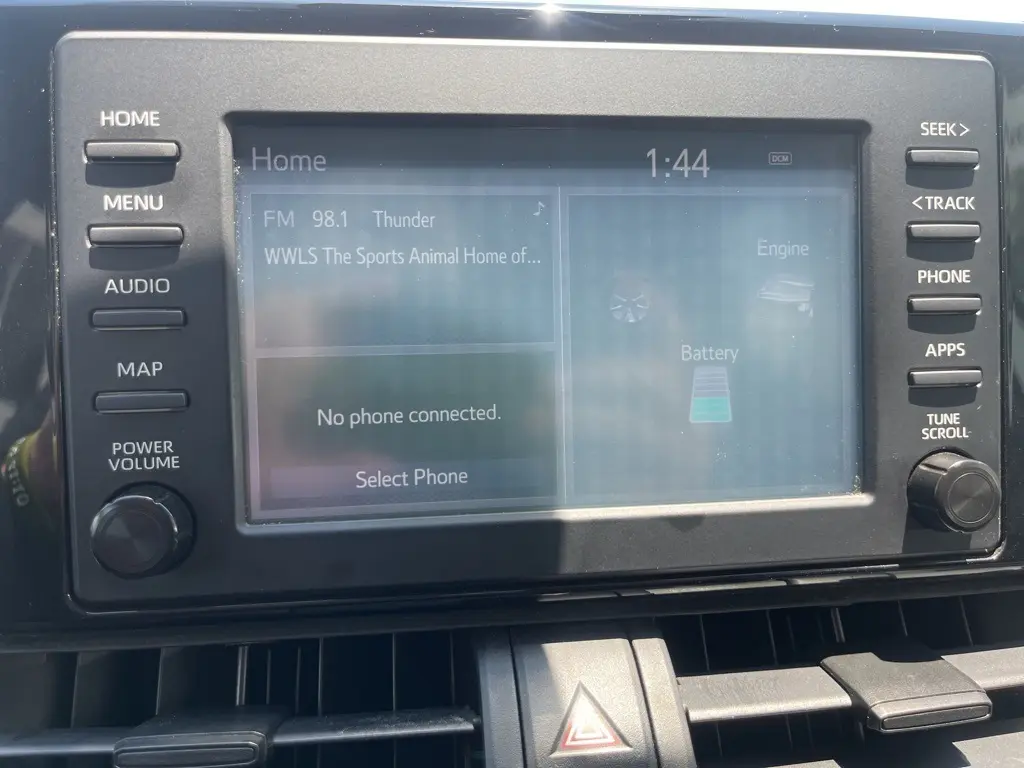 HOME
MENU
AUDIO
MAP
POWER
VOLUME
Home
1:44
DCM
FM 98.1 Thunder
WWLS The Sports Animal Home of...
No phone connected.
Select Phone
Engine
Battery
SEEK>
<TRACK
PHONE
APPS
TUNE
SCROLL